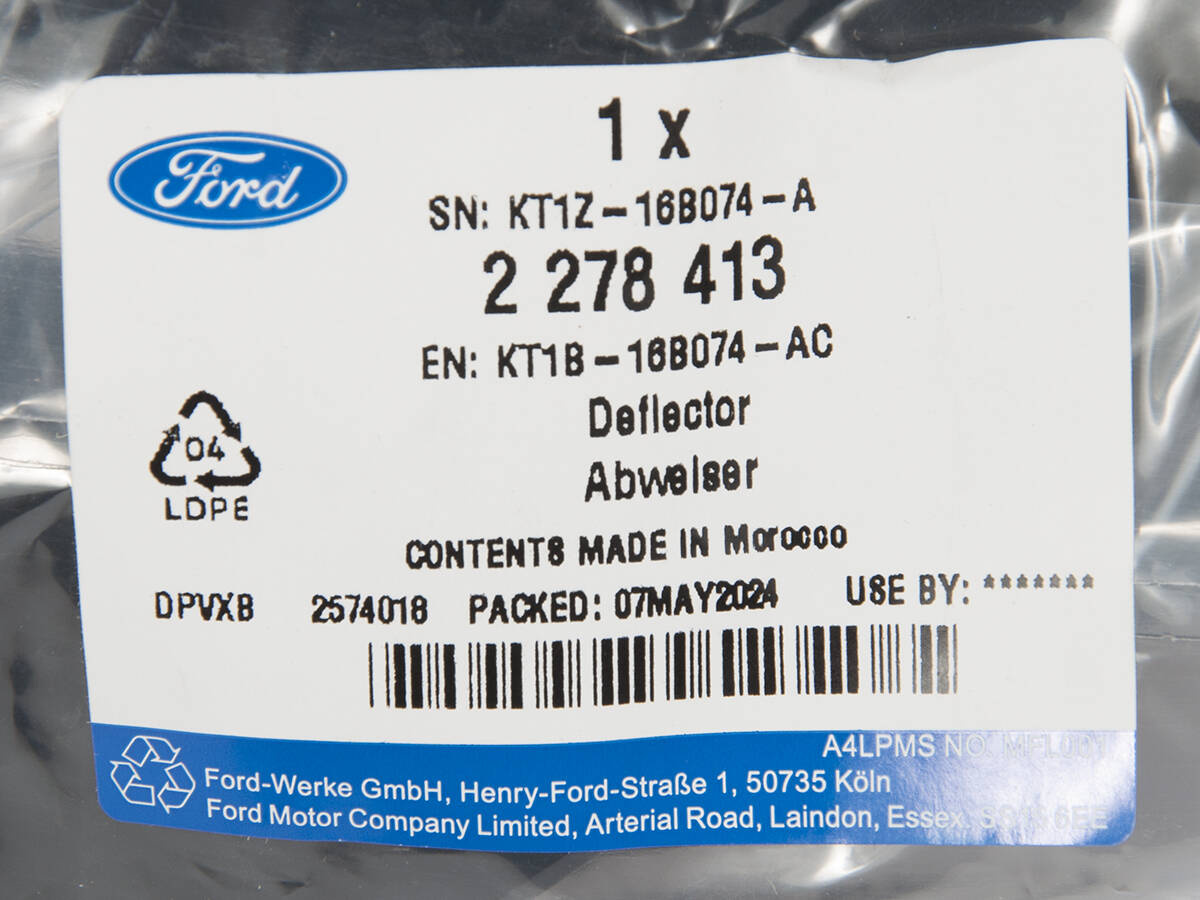 Ford
1 x
SN: KT1Z-16B074-A
2 278 413
EN: KT1B-16B074-AC
Deflector
Abweiser
04
LDPE
CONTENTS MADE IN Morocco
DPVXB 2574018 PACKED: 07MAY2024 USE BY: *******
A4LPMS NO.
Ford-Werke GmbH, Henry-Ford-Straße 1, 50735 Köln
Ford Motor Company Limited, Arterial Road, Laindon, Essex. 6EE